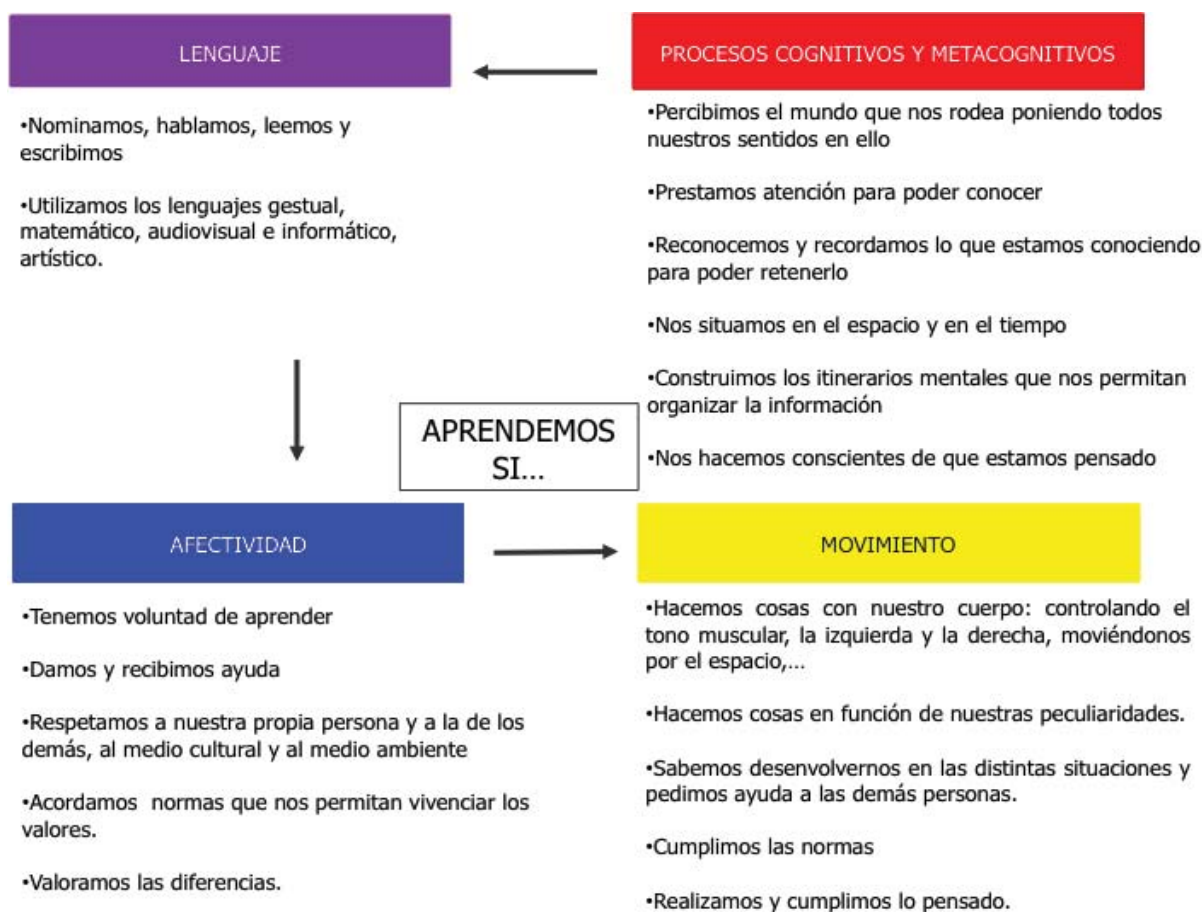 LENGUAJE
•Nominamos, hablamos, leemos y
escribimos
•Utilizamos los lenguajes gestual,
matemático, audiovisual e informático,
artístico.
PROCESOS COGNITIVOS Y METACOGNITIVOS
•Percibimos el mundo que nos rodea poniendo todos
nuestros sentidos en ello
•Prestamos atención para poder conocer
•Reconocemos y recordamos lo que estamos conociendo
para poder retenerlo
•Nos situamos en el espacio y en el tiempo
•Construimos los itinerarios mentales que nos permitan
organizar la información
•Nos hacemos conscientes de que estamos pensado
APRENDEMOS
SI...
AFECTIVIDAD
•Tenemos voluntad de aprender
•Damos y recibimos ayuda
•Respetamos a nuestra propia persona y a la de los
demás, al medio cultural y al medio ambiente
•Acordamos normas que nos permitan vivenciar los
valores.
•Valoramos las diferencias.
MOVIMIENTO
•Hacemos cosas con nuestro cuerpo: controlando el
tono muscular, la izquierda y la derecha, moviéndonos
por el espacio,...
•Hacemos cosas en función de nuestras peculiaridades.
•Sabemos desenvolvernos en las distintas situaciones y
pedimos ayuda a las demás personas.
•Cumplimos las normas
•Realizamos y cumplimos lo pensado.